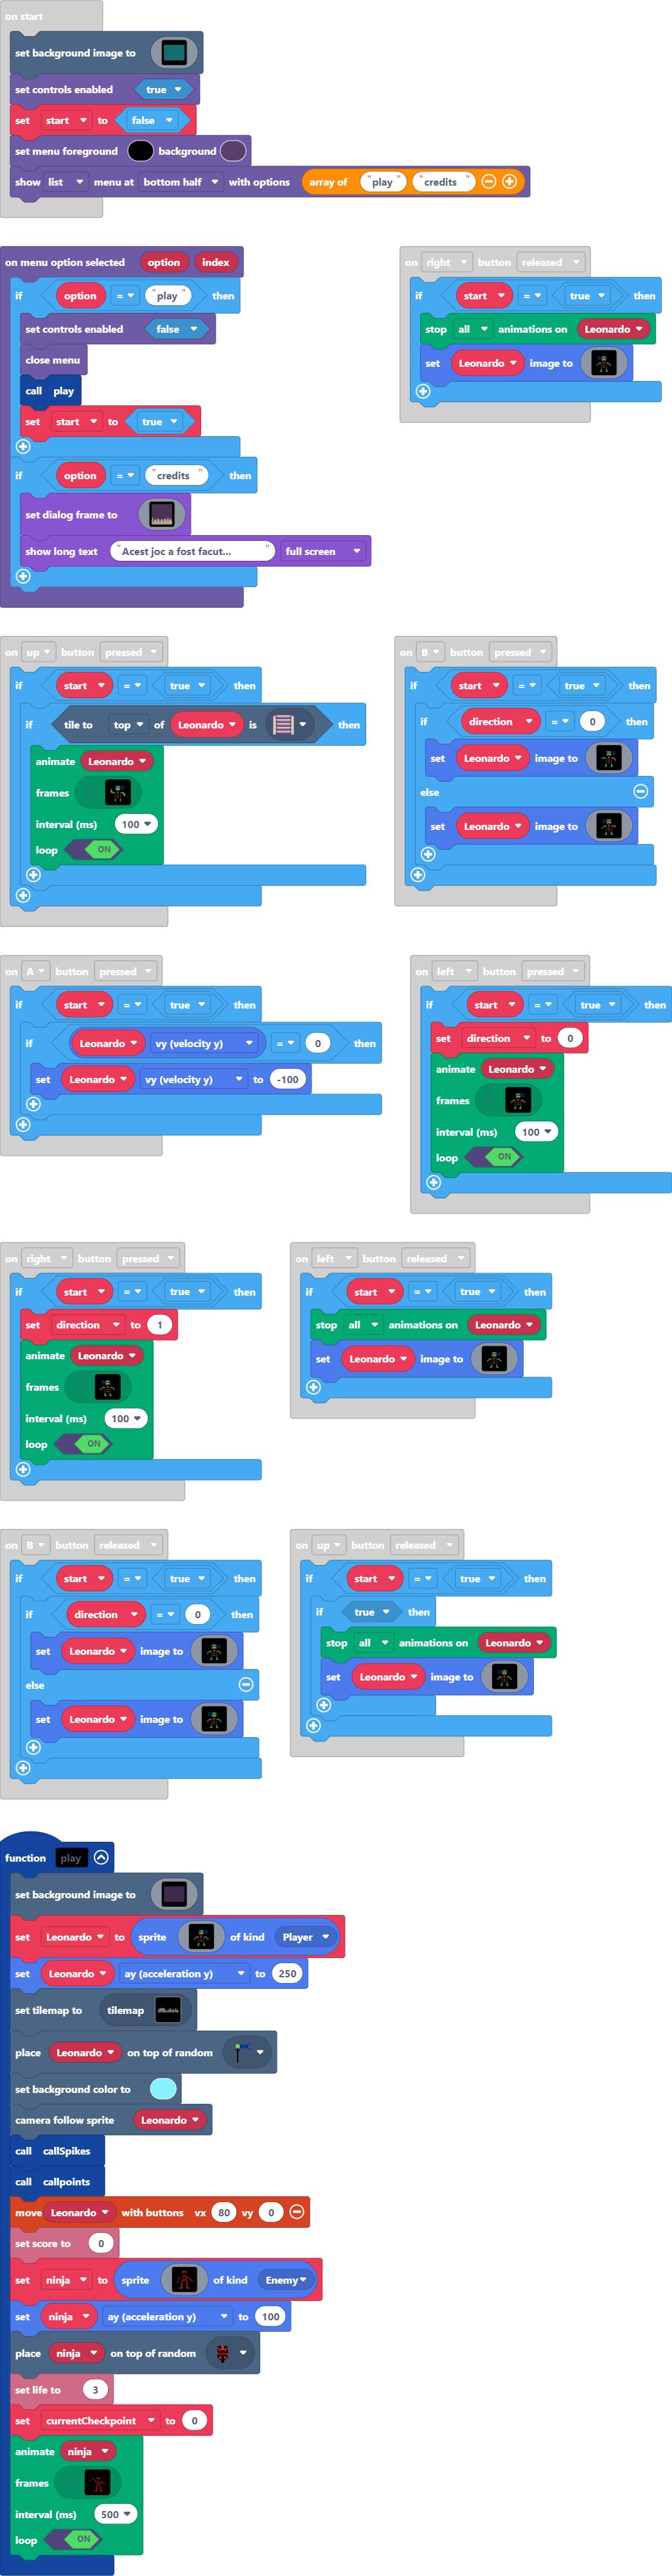 on start
set background image to
set controls enabled true
set start to false
set menu foreground background
show list menu at bottom half with options array of "play" "credits"
on menu option selected option index
if option = "play" then
set controls enabled false
close menu
call play
set start to true
if option = "credits" then
set dialog frame to
show long text "Acest joc a fost facut... " full screen
on right button released
if start = true then
stop all animations on Leonardo
set Leonardo image to
on up button pressed
if start = true then
if tile to top of Leonardo is then
animate Leonardo
frames
interval (ms) 100
loop ON
on B button pressed
if start = true then
if direction = 0 then
set Leonardo image to
else
set Leonardo image to
on A button pressed
if start = true then
if Leonardo vy (velocity y) = 0 then
set Leonardo vy (velocity y) to -100
on left button pressed
if start = true then
set direction to 0
animate Leonardo
frames
interval (ms) 100
loop ON
on right button pressed
if start = true then
set direction to 1
animate Leonardo
frames
interval (ms) 100
loop ON
on left button released
if start = true then
stop all animations on Leonardo
set Leonardo image to
on B button released
if start = true then
if direction = 0 then
set Leonardo image to
else
set Leonardo image to
on up button released
if start = true then
if true then
stop all animations on Leonardo
set Leonardo image to
function play
set background image to
set Leonardo to sprite of kind Player
set Leonardo ay (acceleration y) to 250
set tilemap to tilemap
place Leonardo on top of random
set background color to
camera follow sprite Leonardo
call callSpikes
call callpoints
move Leonardo with buttons vx 80 vy 0
set score to 0
set ninja to sprite of kind Enemy
set ninja ay (acceleration y) to 100
place ninja on top of random
set life to 3
set currentCheckpoint to 0
animate ninja
frames
interval (ms) 500
loop ON